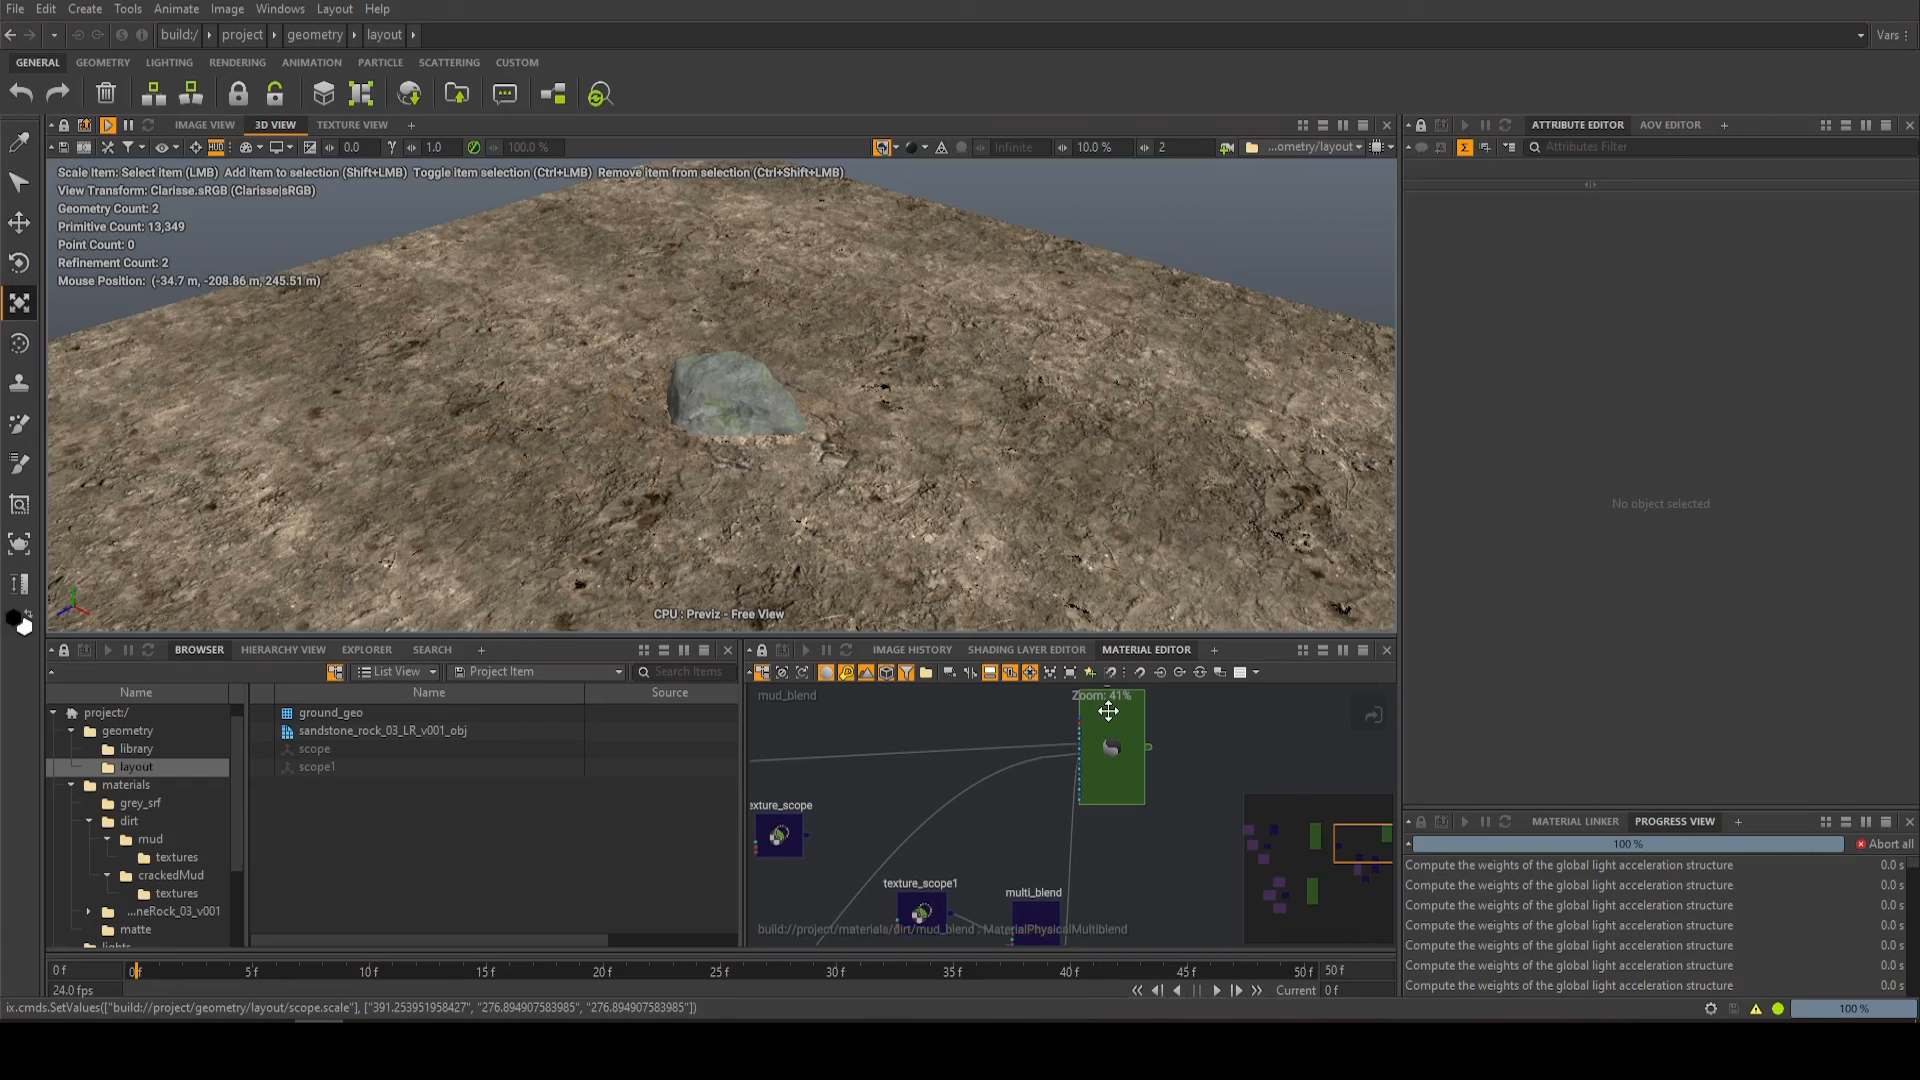 File Edit Create Tools Animate Image Windows Layout Help
build:/ project geometry layout Vars
GENERAL GEOMETRY LIGHTING RENDERING ANIMATION PARTICLE SCATTERING CUSTOM
IMAGE VIEW 3D VIEW TEXTURE VIEW +
HUD 0.0 1.0 100.0 % Infinite 10.0 % 2 ...ometry/layout
Scale Item: Select item (LMB) Add item to selection (Shift+LMB) Toggle item selection (Ctrl+LMB) Remove item from selection (Ctrl+Shift+LMB)
View Transform: Clarisse.sRGB (Clarisse|sRGB)
Geometry Count: 2
Primitive Count: 13,349
Point Count: 0
Refinement Count: 2
Mouse Position: (-34.7 m, -208.86 m, 245.51 m)
CPU : Previz - Free View
ATTRIBUTE EDITOR AOV EDITOR +
Attributes Filter
No object selected
BROWSER HIERARCHY VIEW EXPLORER SEARCH +
List View Project Item Search Items
Name Name Source
project:/
geometry
library
layout
materials
grey_srf
dirt
mud
textures
crackedMud
textures
...neRock_03_v001
matte
lights
ground_geo
sandstone_rock_03_LR_v001_obj
scope
scope1
IMAGE HISTORY SHADING LAYER EDITOR MATERIAL EDITOR +
mud_blend
Zoom: 41%
exture_scope
texture_scope1
multi_blend
build://project/materials/dirt/mud_blend : MaterialPhysicalMultiblend
MATERIAL LINKER PROGRESS VIEW +
100 % Abort all
Compute the weights of the global light acceleration structure 0.0 s
Compute the weights of the global light acceleration structure 0.0 s
Compute the weights of the global light acceleration structure 0.0 s
Compute the weights of the global light acceleration structure 0.0 s
Compute the weights of the global light acceleration structure 0.0 s
Compute the weights of the global light acceleration structure 0.0 s
Compute the weights of the global light acceleration structure 0.0 s
0 f 0f 5 f 10 f 15 f 20 f 25 f 30 f 35 f 40 f 45 f 50 f 50 f
24.0 fps Current 0 f
ix.cmds.SetValues(["build://project/geometry/layout/scope.scale"], ["391.253951958427", "276.894907583985", "276.894907583985"])
100 %